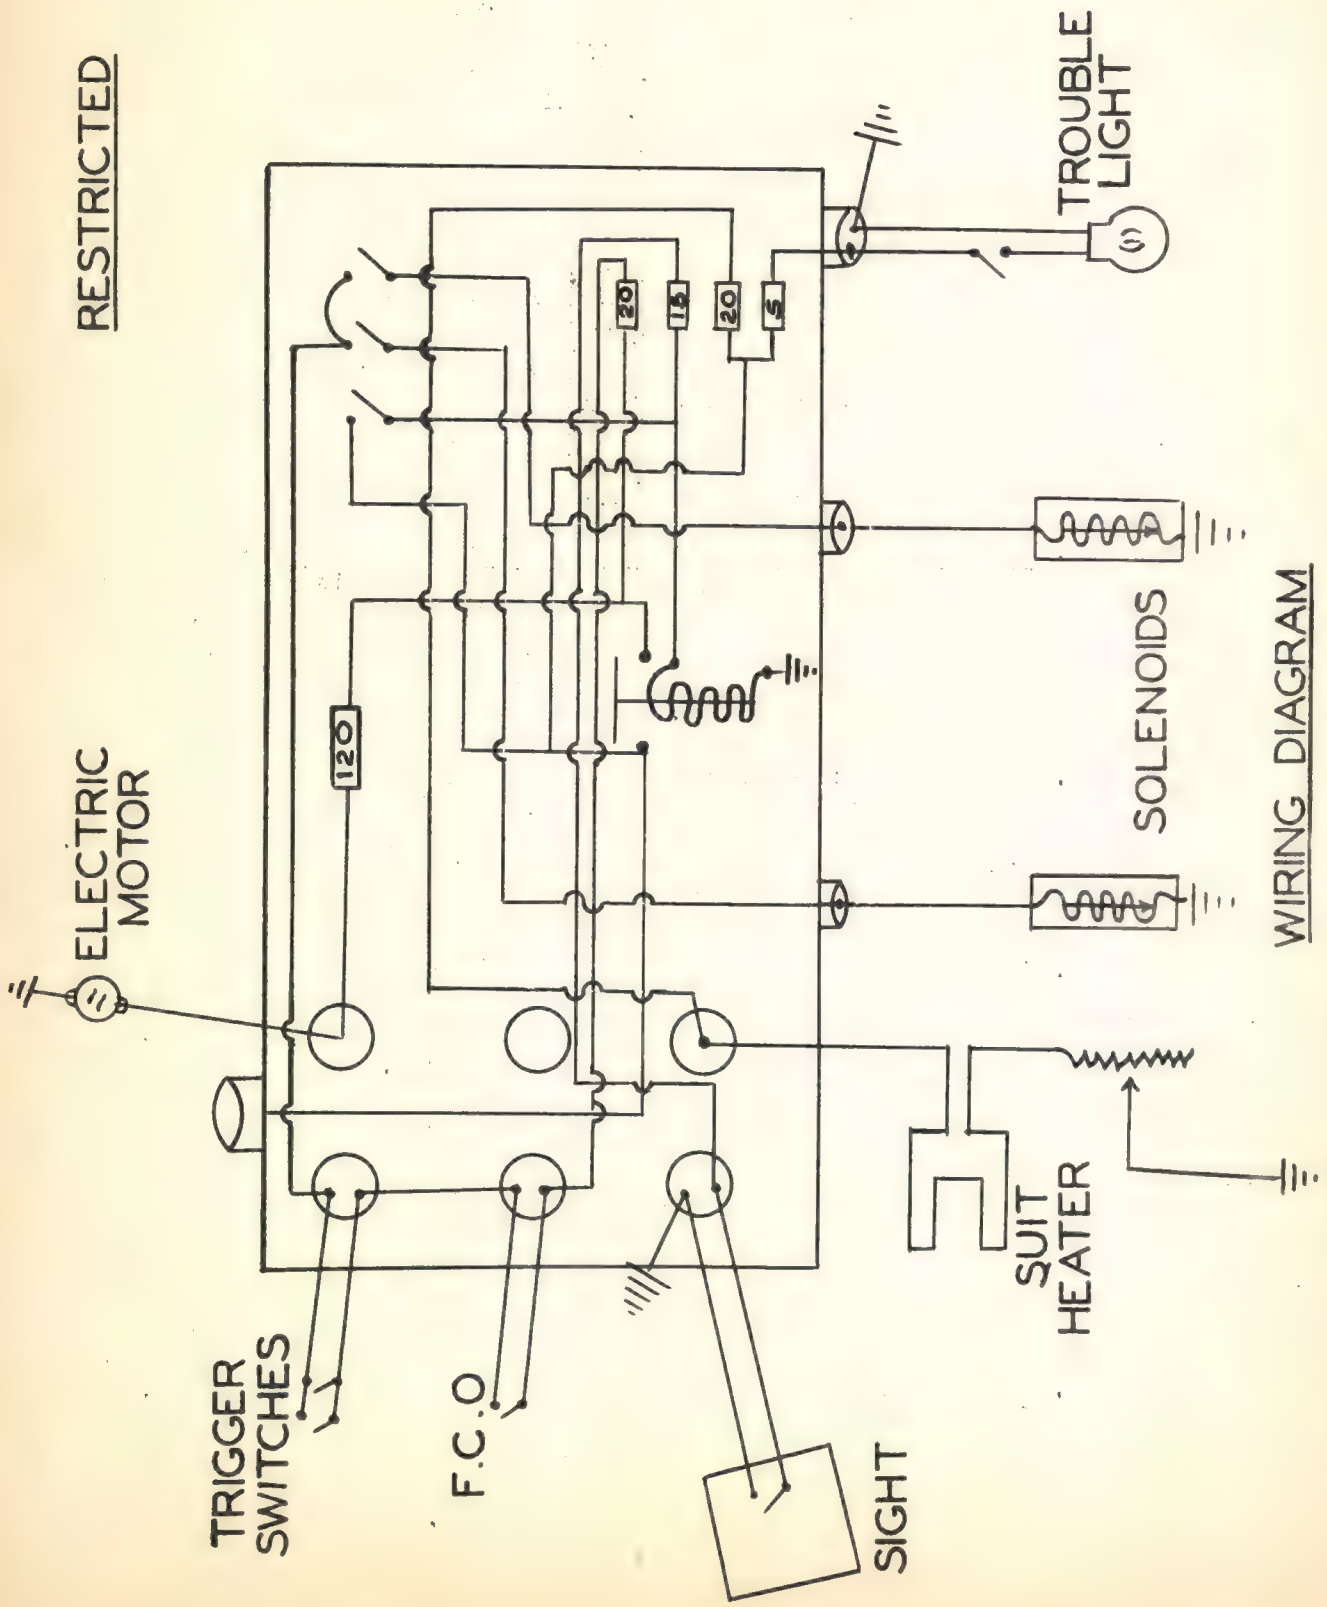 RESTRICTED
ELECTRIC
MOTOR
TRIGGER
SWITCHES
120
F.C.O
20
15
20
5
SIGHT
SUIT
HEATER
TROUBLE
LIGHT
SOLENOIDS
WIRING DIAGRAM